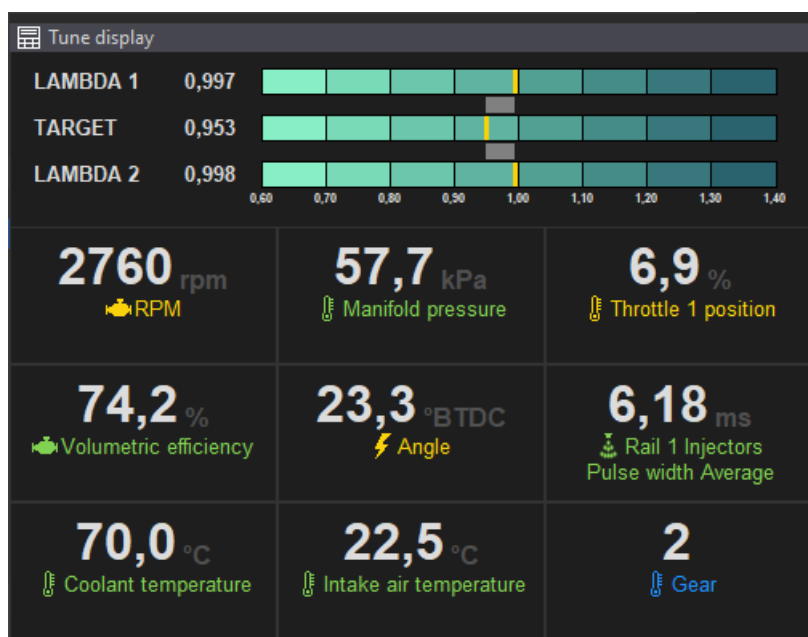 Tune display
LAMBDA 1 0,997
TARGET 0,953
LAMBDA 2 0,998
0,60 0,70 0,80 0,90 1,00 1,10 1,20 1,30 1,40
2760 rpm
RPM
57,7 kPa
Manifold pressure
6,9 %
Throttle 1 position
74,2 %
Volumetric efficiency
23,3 °BTDC
Angle
6,18 ms
Rail 1 Injectors
Pulse width Average
70,0 °C
Coolant temperature
22,5 °C
Intake air temperature
2
Gear